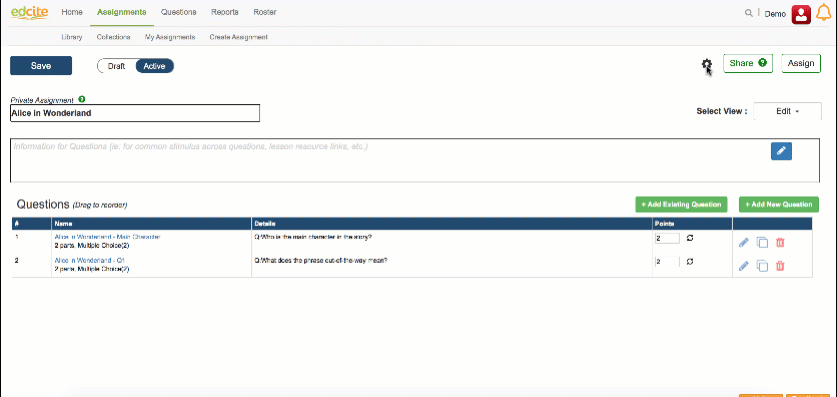 edcite Home Assignments Questions Reports Roster Demo
Library Collections My Assignments Create Assignment
Save Draft Active Share ? Assign
Private Assignment ?
Alice in Wonderland
Select View : Edit
Information for Questions (ie: for common stimulus across questions, lesson resource links, etc.)
Questions (Drag to reorder) + Add Existing Question + Add New Question
# Name Details Points
1 Alice in Wonderland - Main Character Q:Who is the main character in the story? 2
2 parts, Multiple Choice(2)
2 Alice in Wonderland - Q1 Q:What does the phrase out-of-the-way mean? 2
2 parts, Multiple Choice(2)